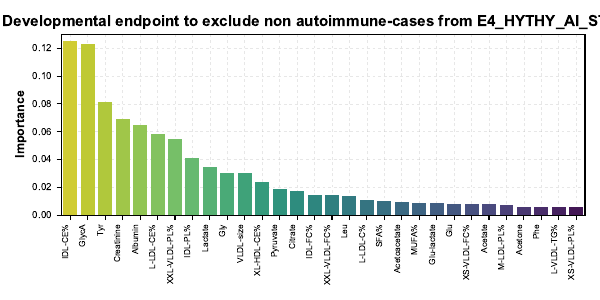 Developmental endpoint to exclude non autoimmune-cases from E4_HYTHY_AI_ST
Importance
0.12
0.10
0.08
0.06
0.04
0.02
0.00
IDL-CE%
GlycA
Tyr
Creatinine
Albumin
L-LDL-CE%
XXL-VLDL-PL%
IDL-PL%
Lactate
Gly
VLDL-size
XL-HDL-CE%
Pyruvate
Citrate
IDL-FC%
XXL-VLDL-FC%
Leu
L-LDL-C%
SFA%
Acetoacetate
MUFA%
Glu-lactate
Glu
XS-VLDL-FC%
Acetate
M-LDL-PL%
Acetone
Phe
L-VLDL-TG%
XS-VLDL-PL%